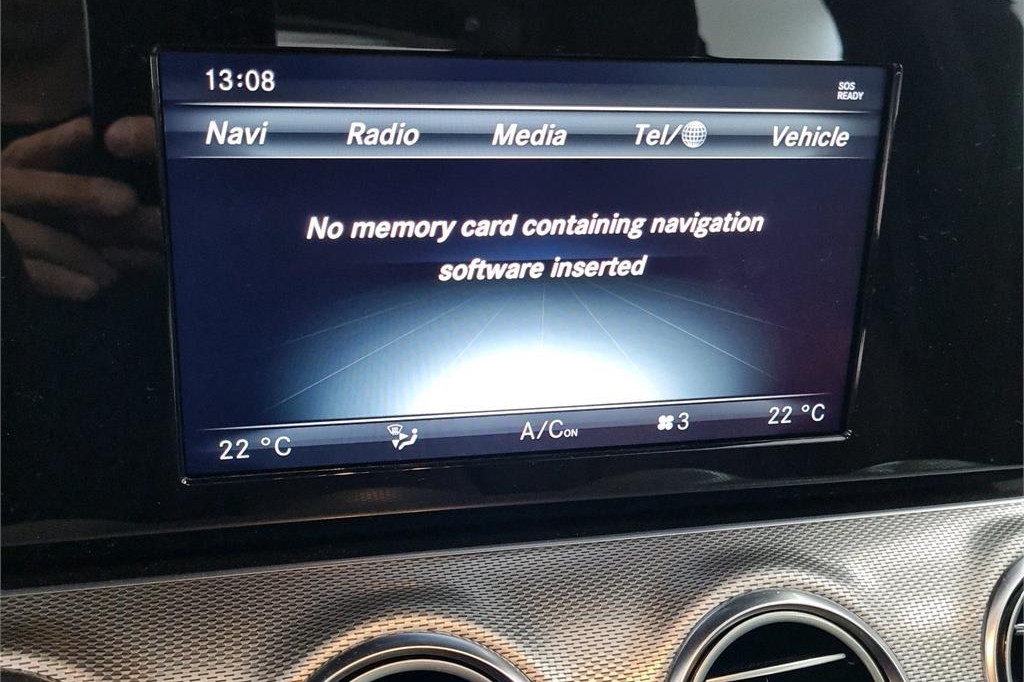 13:08
SOS
READY
Navi Radio Media Tel/ Vehicle
No memory card containing navigation
software inserted
22 °C A/C ON 3 22 °C